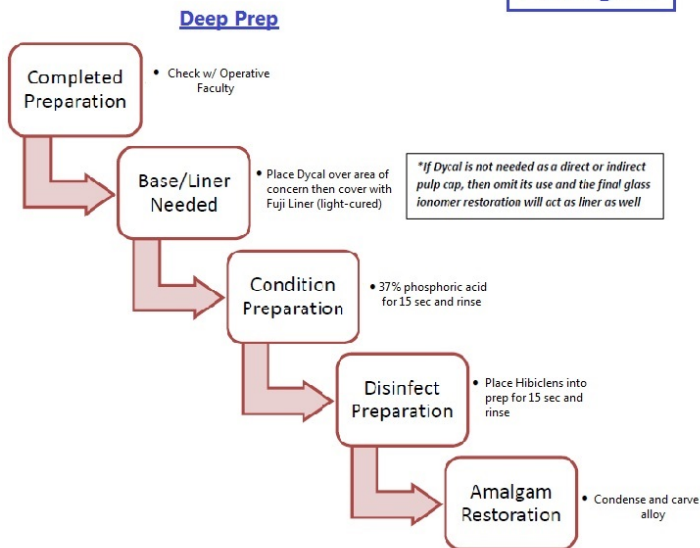 Deep Prep
Completed
Preparation
• Check w/ Operative
Faculty
Base/Liner
Needed
• Place Dycal over area of
concern then cover with
Fuji Liner (light-cured)
*If Dycal is not needed as a direct or indirect
pulp cap, then omit its use and the final glass
ionomer restoration will act as liner as well
Condition
Preparation
• 37% phosphoric acid
for 15 sec and rinse
Disinfect
Preparation
• Place Hibiclens into
prep for 15 sec and
rinse
Amalgam
Restoration
• Condense and carve
alloy